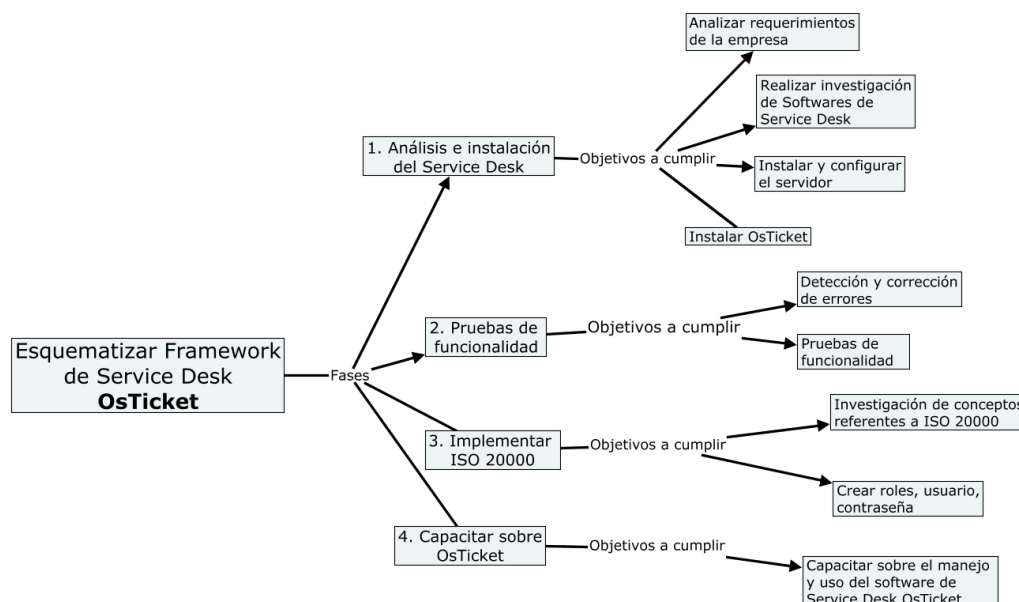 Esquematizar Framework
de Service Desk
OsTicket
Fases
1. Análisis e instalación
del Service Desk
Objetivos a cumplir
Analizar requerimientos
de la empresa
Realizar investigación
de Softwares de
Service Desk
Instalar y configurar
el servidor
Instalar OsTicket
2. Pruebas de
funcionalidad
Objetivos a cumplir
Detección y corrección
de errores
Pruebas de
funcionalidad
3. Implementar
ISO 20000
Objetivos a cumplir
Investigación de conceptos
referentes a ISO 20000
Crear roles, usuario,
contraseña
4. Capacitar sobre
OsTicket
Objetivos a cumplir
Capacitar sobre el manejo
y uso del software de
Service Desk OsTicket